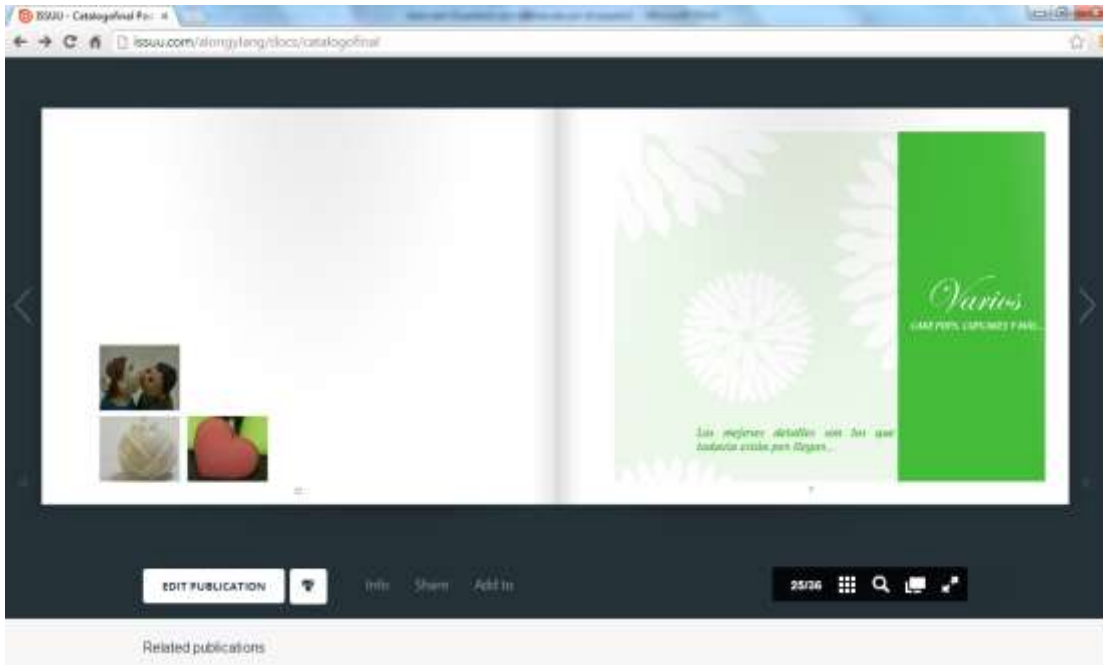 ISSUU - Catalogofinal
issuu.com/alongylang/docs/catalogofinal
Varios
CAKE POPS, CUPCAKES Y MÁS...
Los mejores detalles son los que
todavía están por llegar...
EDIT PUBLICATION
Info Share Add to
25/36
Related publications